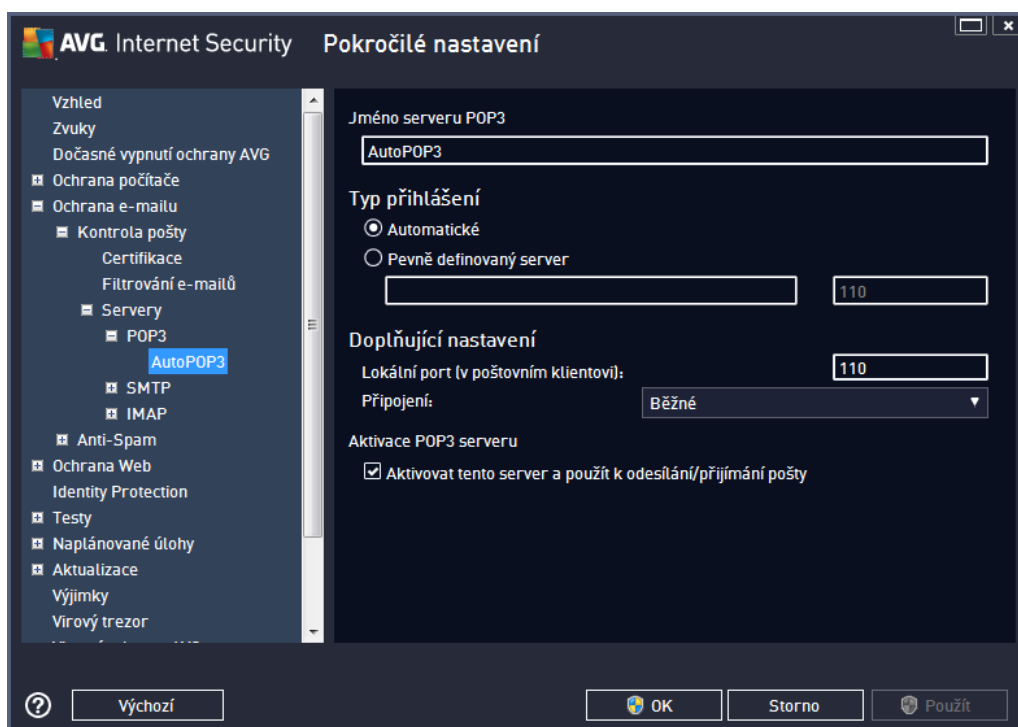 AVG. Internet Security Pokročilé nastavení
Vzhled
Zvuky
Dočasné vypnutí ochrany AVG
Ochrana počítače
Ochrana e-mailu
Kontrola pošty
Certifikace
Filtrování e-mailů
Servery
POP3
AutoPOP3
SMTP
IMAP
Anti-Spam
Ochrana Web
Identity Protection
Testy
Naplánované úlohy
Aktualizace
Výjimky
Virový trezor
Jméno serveru POP3
AutoPOP3
Typ přihlášení
Automatické
Pevně definovaný server
110
Doplňující nastavení
Lokální port (v poštovním klientovi): 110
Připojení: Běžné
Aktivace POP3 serveru
Aktivovat tento server a použít k odesílání/přijímání pošty
Výchozí
OK
Storno
Použít